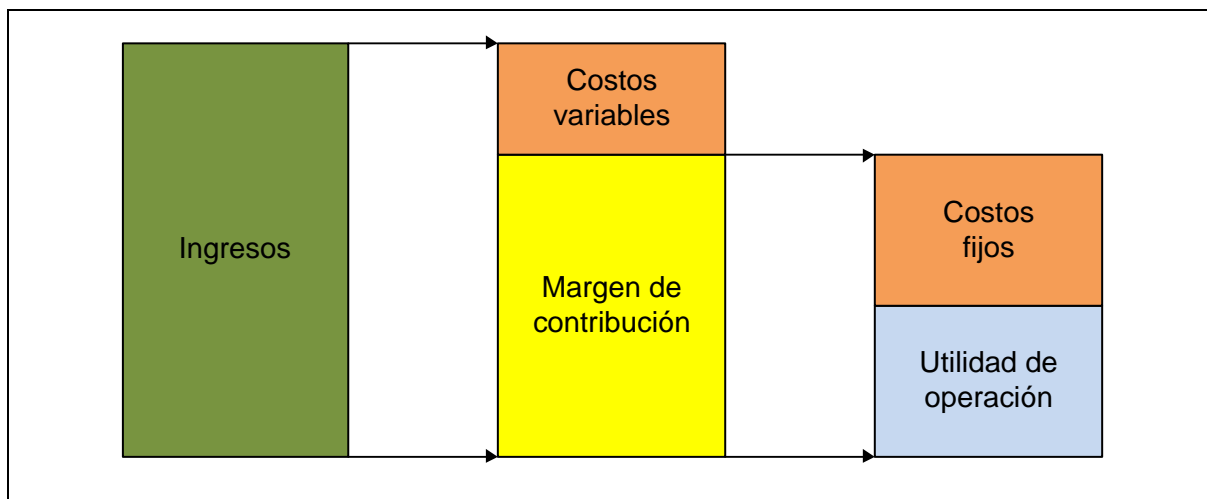 Ingresos
Costos
variables
Margen de
contribución
Costos
fijos
Utilidad de
operación